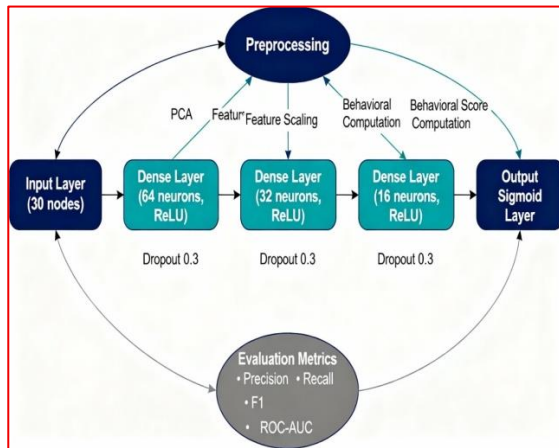 Preprocessing
PCA
Feature
Feature Scaling
Behavioral
Computation
Behavioral Score
Computation
Input Layer
(30 nodes)
Dense Layer
(64 neurons,
ReLU)
Dense Layer
(32 neurons,
ReLU)
Dense Layer
(16 neurons,
ReLU)
Output
Sigmoid
Layer
Dropout 0.3
Dropout 0.3
Dropout 0.3
Evaluation Metrics
• Precision • Recall
• F1
• ROC-AUC